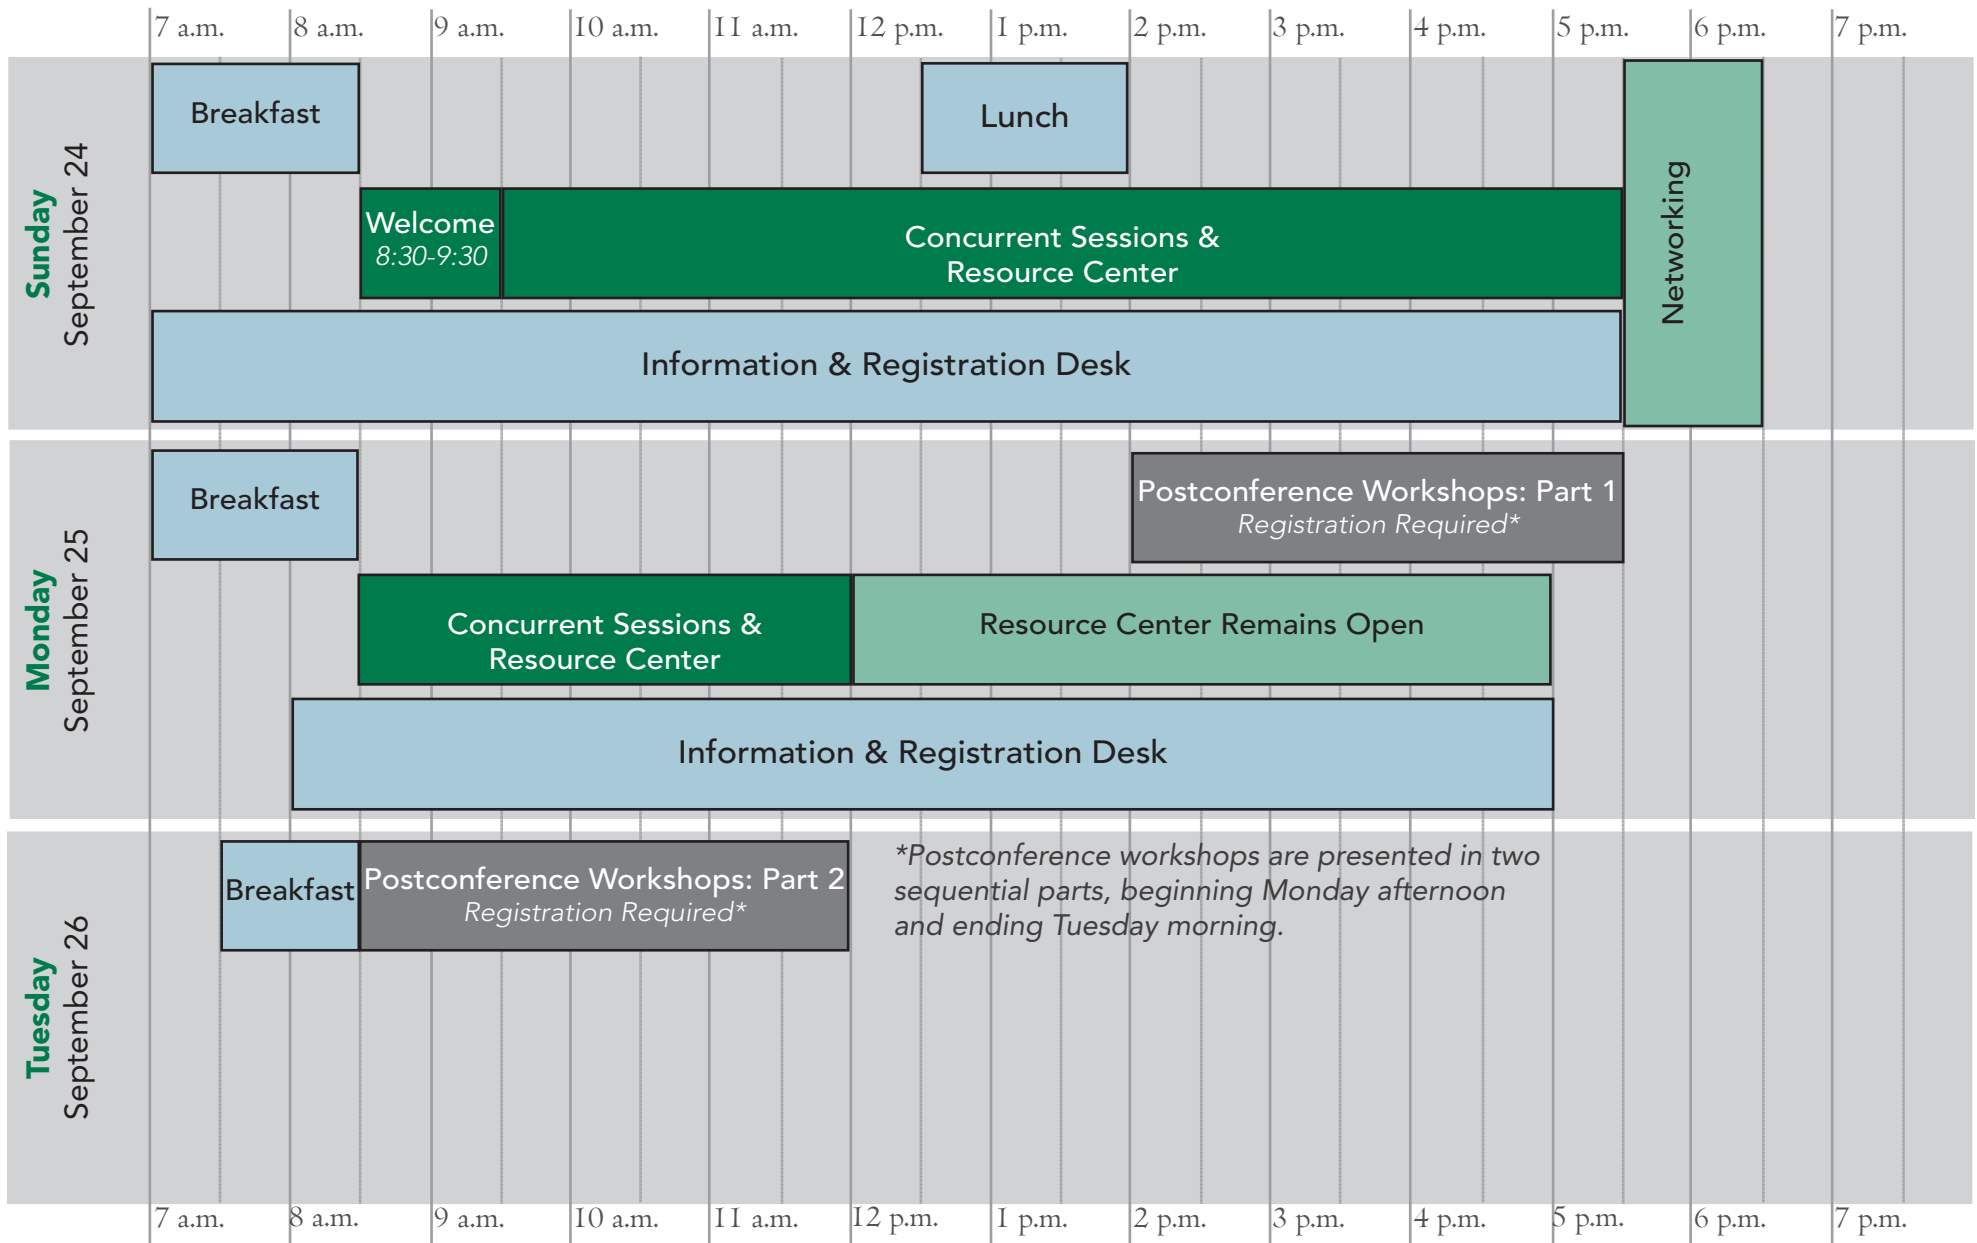 7 a.m. 8 a.m. 9 a.m. 10 a.m. 11 a.m. 12 p.m. 1 p.m. 2 p.m. 3 p.m. 4 p.m. 5 p.m. 6 p.m. 7 p.m.
Sunday
September 24
Breakfast
Lunch
Welcome
8:30-9:30
Concurrent Sessions &
Resource Center
Networking
Information & Registration Desk
Monday
September 25
Breakfast
Postconference Workshops: Part 1
Registration Required*
Concurrent Sessions &
Resource Center
Resource Center Remains Open
Information & Registration Desk
Tuesday
September 26
Breakfast
Postconference Workshops: Part 2
Registration Required*
*Postconference workshops are presented in two
sequential parts, beginning Monday afternoon
and ending Tuesday morning.
7 a.m. 8 a.m. 9 a.m. 10 a.m. 11 a.m. 12 p.m. 1 p.m. 2 p.m. 3 p.m. 4 p.m. 5 p.m. 6 p.m. 7 p.m.